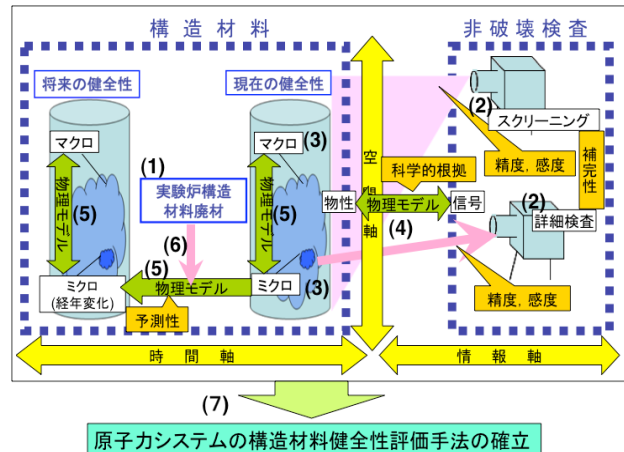 構造材料
非破壊検査
将来の健全性
現在の健全性
(2)
スクリーニング
マクロ
マクロ
(3)
(1)
空間軸
精度，感度
補完性
科学的根拠
物理モデル
(5)
実験炉構造
材料廃材
物理モデル
(5)
物性
物理モデル
信号
(4)
(2)
詳細検査
(6)
(5)
ミクロ
(経年変化)
物理モデル
ミクロ
(3)
予測性
精度，感度
時間軸
情報軸
(7)
原子力システムの構造材料健全性評価手法の確立